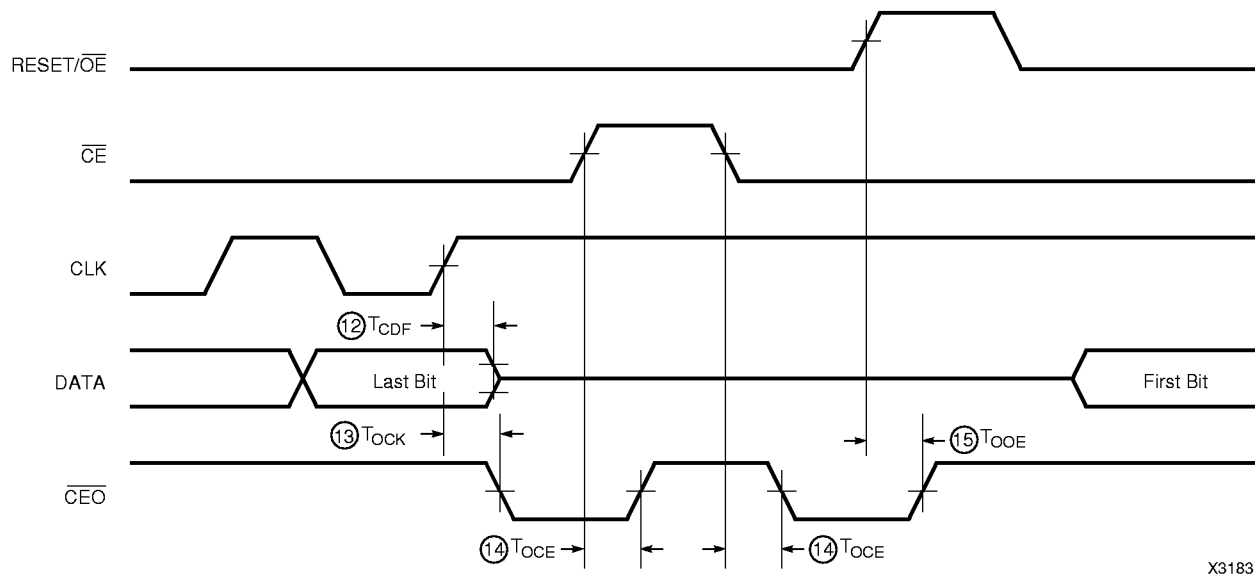 RESET/OE
CE
CLK
12 TCDF
DATA
Last Bit
First Bit
13 TOCK
15 TOOE
CEO
14 TOCE
14 TOCE
X3183